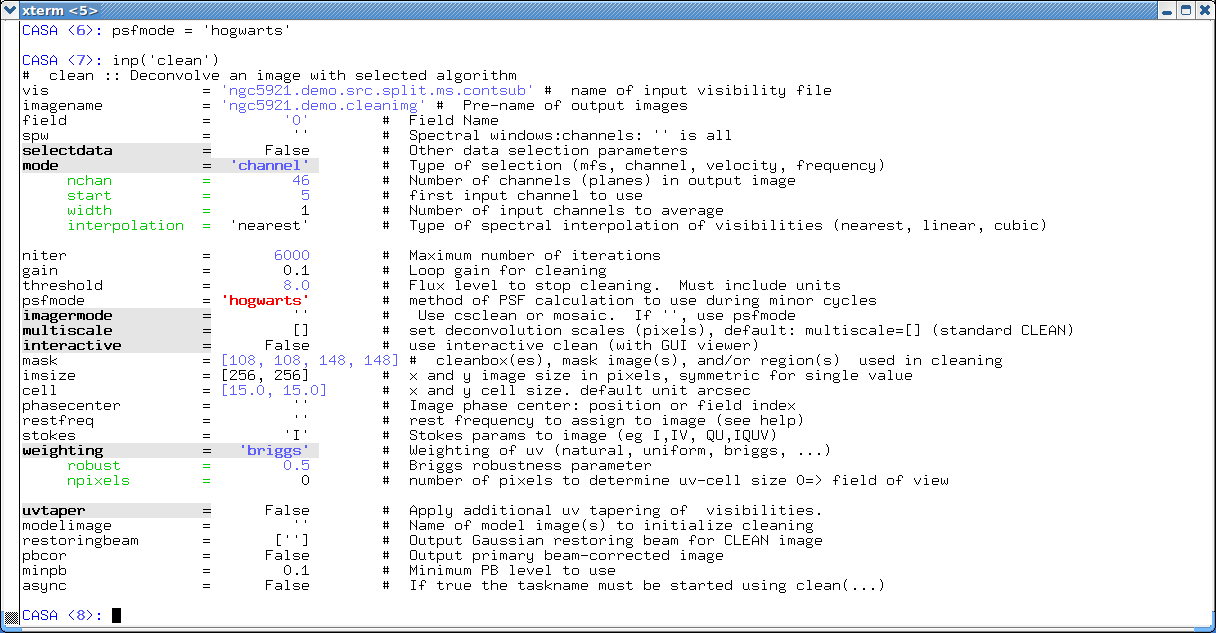 xterm <5>
CASA <6>: psfmode = 'hogwarts'
CASA <7>: inp('clean')
#  clean :: Deconvolve an image with selected algorithm
vis                 = 'ngc5921.demo.src.split.ms.contsub' #  name of input visibility file
imagename           = 'ngc5921.demo.cleanimg' #  Pre-name of output images
field               =        '0'        #  Field Name
spw                 =         ''        #  Spectral windows:channels: '' is all
selectdata          =      False        #  Other data selection parameters
mode                =  'channel'        #  Type of selection (mfs, channel, velocity, frequency)
     nchan          =         46        #  Number of channels (planes) in output image
     start          =          5        #  first input channel to use
     width          =          1        #  Number of input channels to average
     interpolation  =  'nearest'        #  Type of spectral interpolation of visibilities (nearest, linear, cubic)
niter               =       6000        #  Maximum number of iterations
gain                =        0.1        #  Loop gain for cleaning
threshold           =        8.0        #  Flux level to stop cleaning.  Must include units
psfmode             = 'hogwarts'        #  method of PSF calculation to use during minor cycles
imagermode          =         ''        #   Use csclean or mosaic.  If '', use psfmode
multiscale          =         []        #  set deconvolution scales (pixels), default: multiscale=[] (standard CLEAN)
interactive         =      False        #  use interactive clean (with GUI viewer)
mask                = [108, 108, 148, 148] #  cleanbox(es), mask image(s), and/or region(s)  used in cleaning
imsize              = [256, 256]        #  x and y image size in pixels, symmetric for single value
cell                = [15.0, 15.0]      #  x and y cell size. default unit arcsec
phasecenter         =         ''        #  Image phase center: position or field index
restfreq            =         ''        #  rest frequency to assign to image (see help)
stokes              =        'I'        #  Stokes params to image (eg I,IV, QU,IQUV)
weighting           =   'briggs'        #  Weighting of uv (natural, uniform, briggs, ...)
     robust         =        0.5        #  Briggs robustness parameter
     npixels        =          0        #  number of pixels to determine uv-cell size 0=> field of view
uvtaper             =      False        #  Apply additional uv tapering of  visibilities.
modelimage          =         ''        #  Name of model image(s) to initialize cleaning
restoringbeam       =       ['']        #  Output Gaussian restoring beam for CLEAN image
pbcor               =      False        #  Output primary beam-corrected image
minpb               =        0.1        #  Minimum PB level to use
async               =      False        #  If true the taskname must be started using clean(...)
CASA <8>: